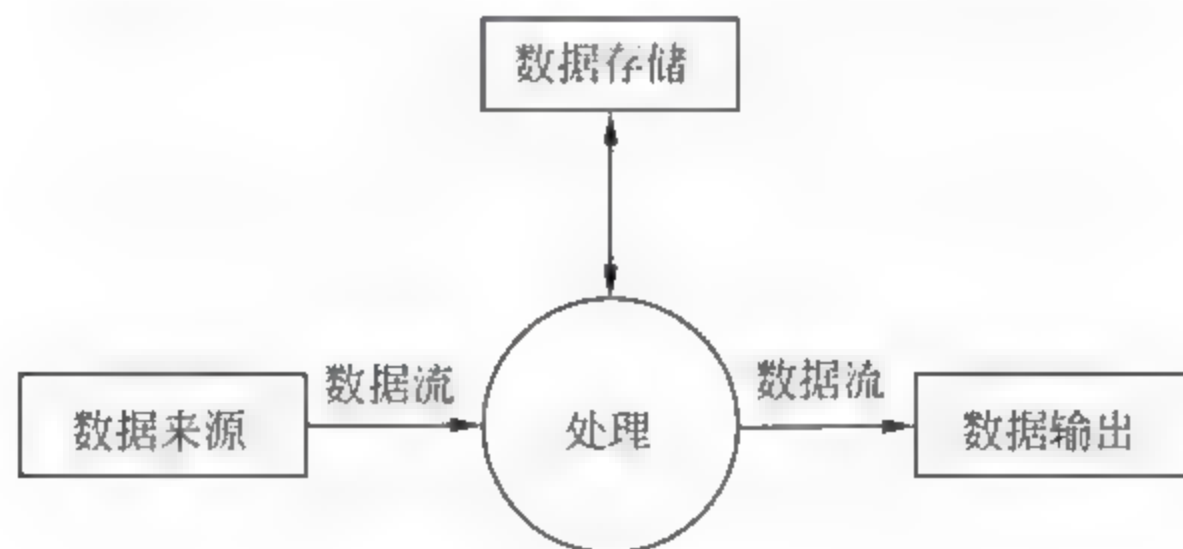 数据存储
数据流
数据流
数据来源
处理
数据输出